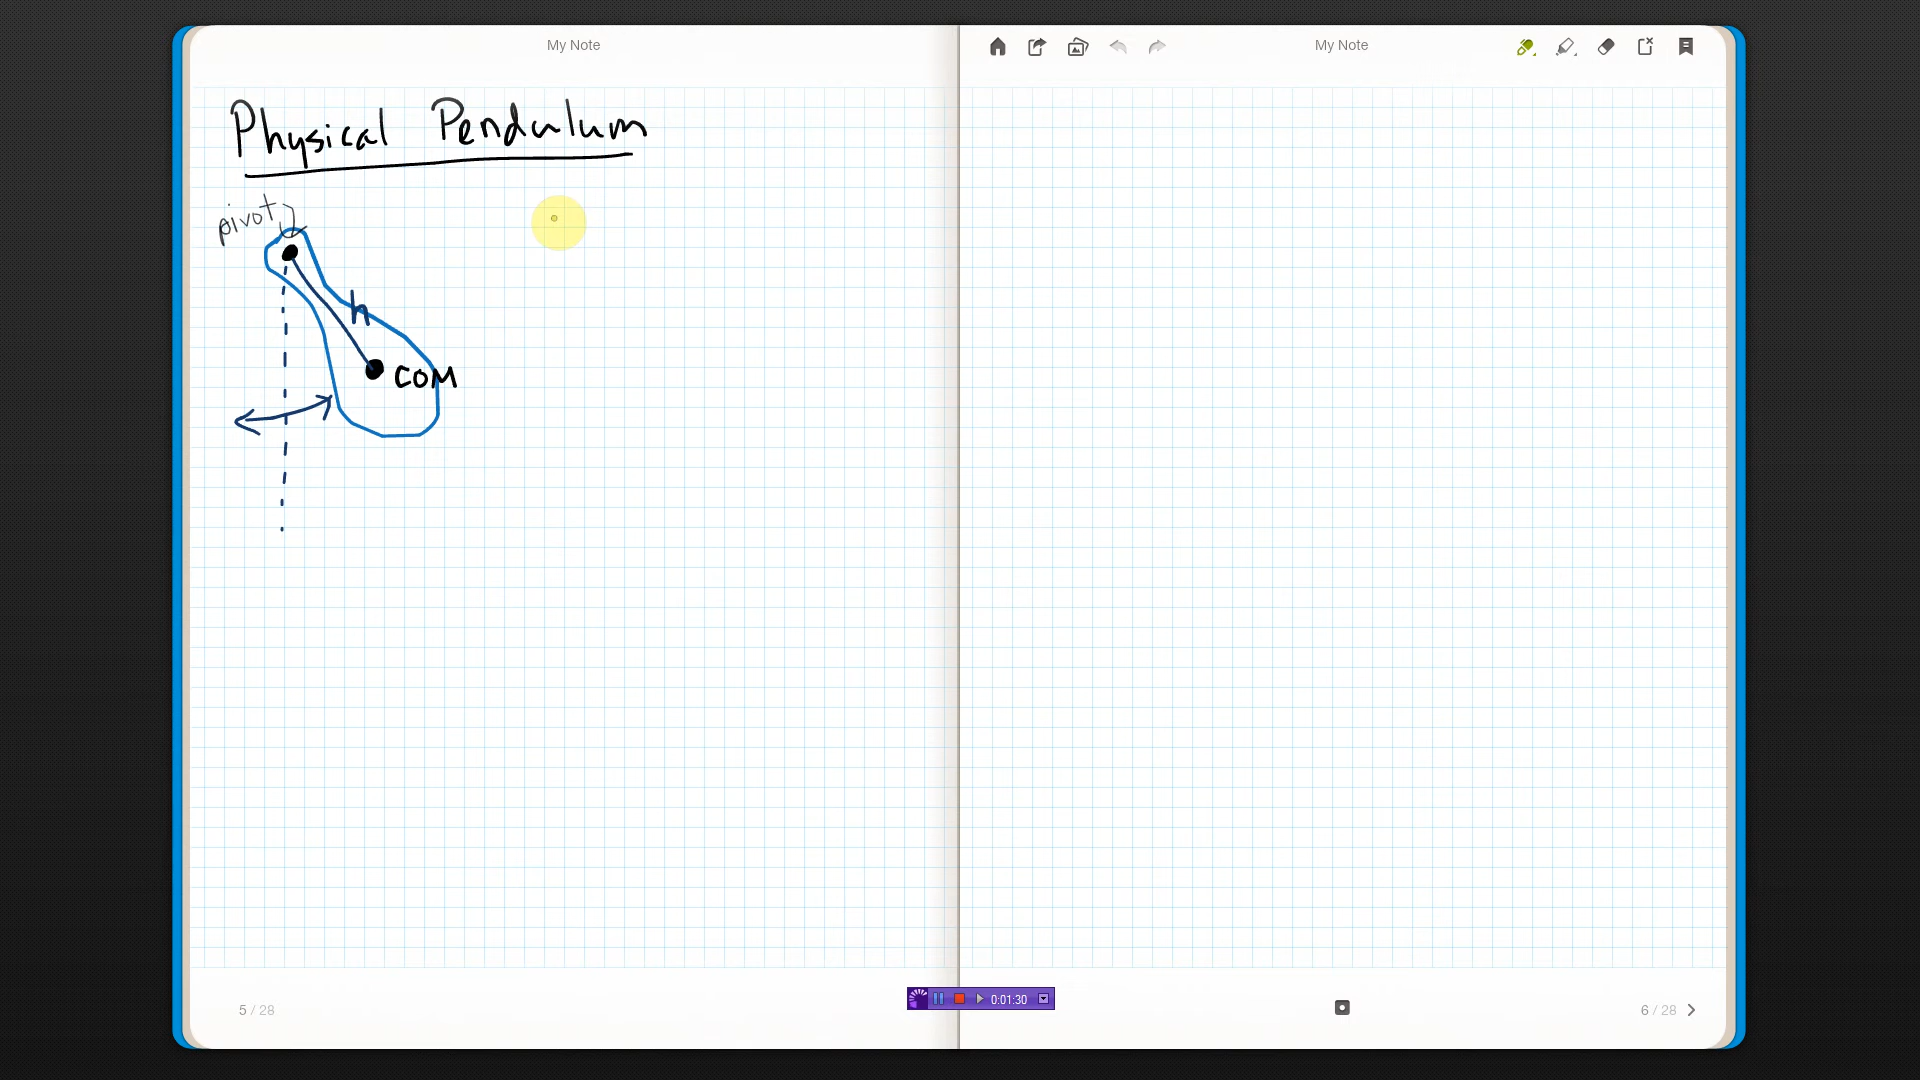 My Note
My Note
Physical Pendulum
pivot
h
COM
5 / 28
0:01:30
6 / 28